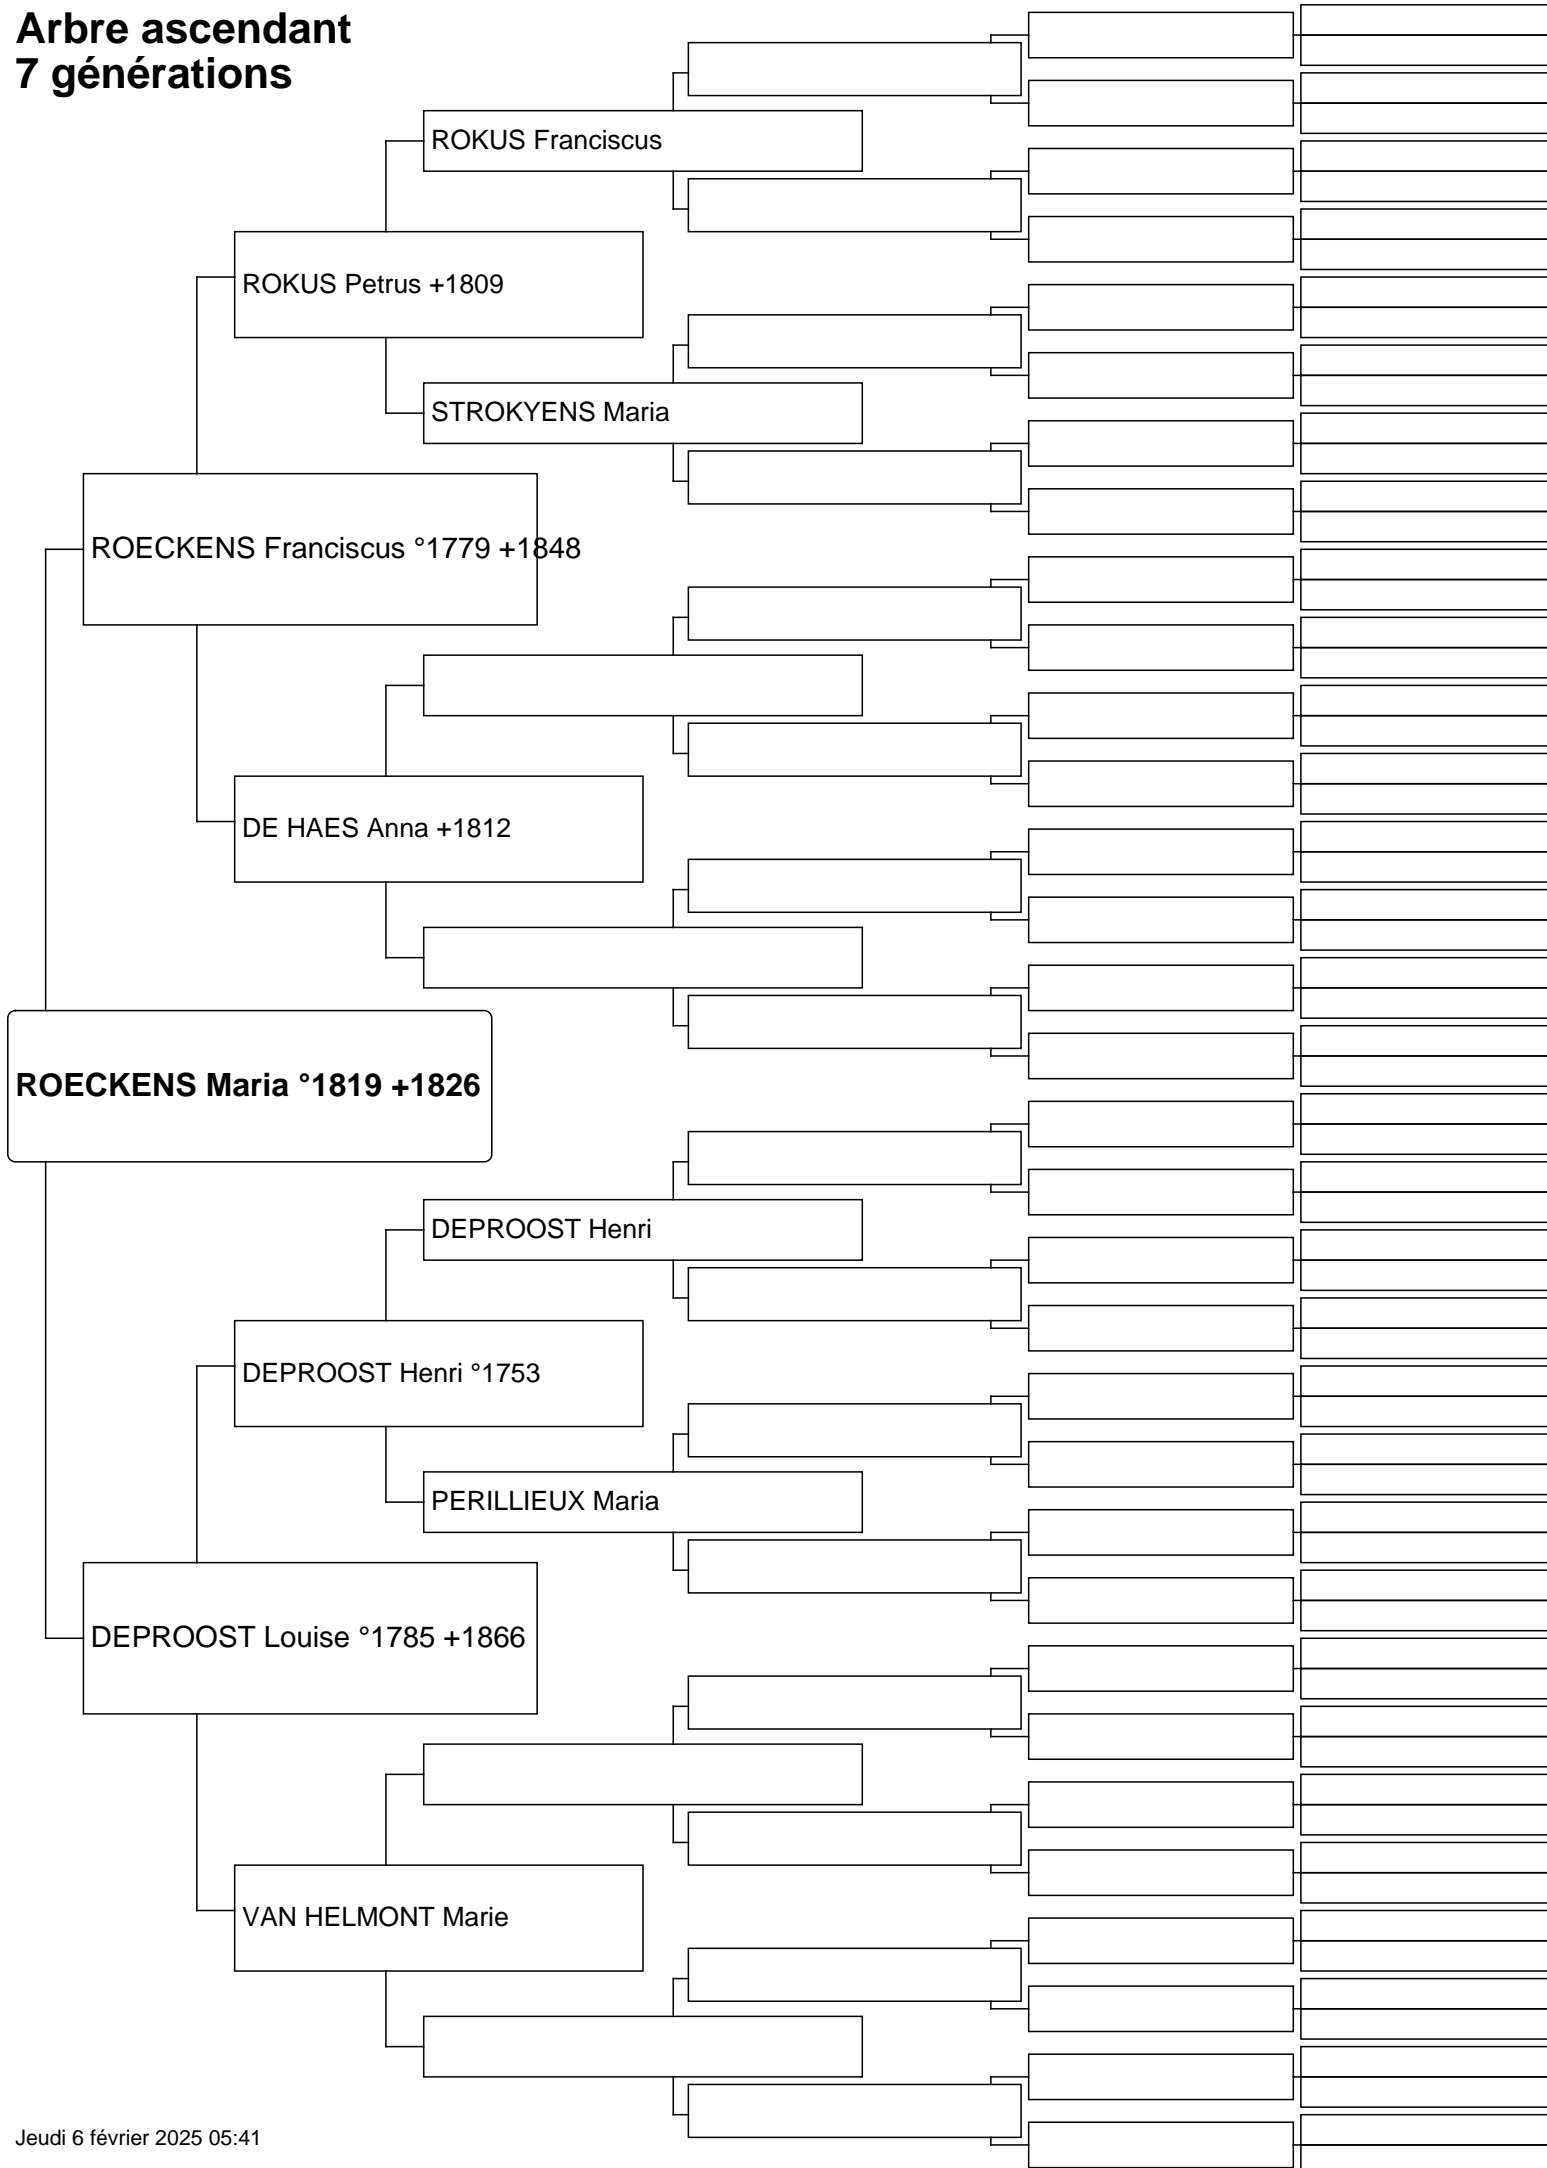 Arbre ascendant
7 générations
ROKUS Franciscus
ROKUS Petrus +1809
STROKYENS Maria
ROECKENS Franciscus °1779 +1848
DE HAES Anna +1812
ROECKENS Maria °1819 +1826
DEPROOST Henri
DEPROOST Henri °1753
PERILLIEUX Maria
DEPROOST Louise °1785 +1866
VAN HELMONT Marie
Jeudi 6 février 2025 05:41